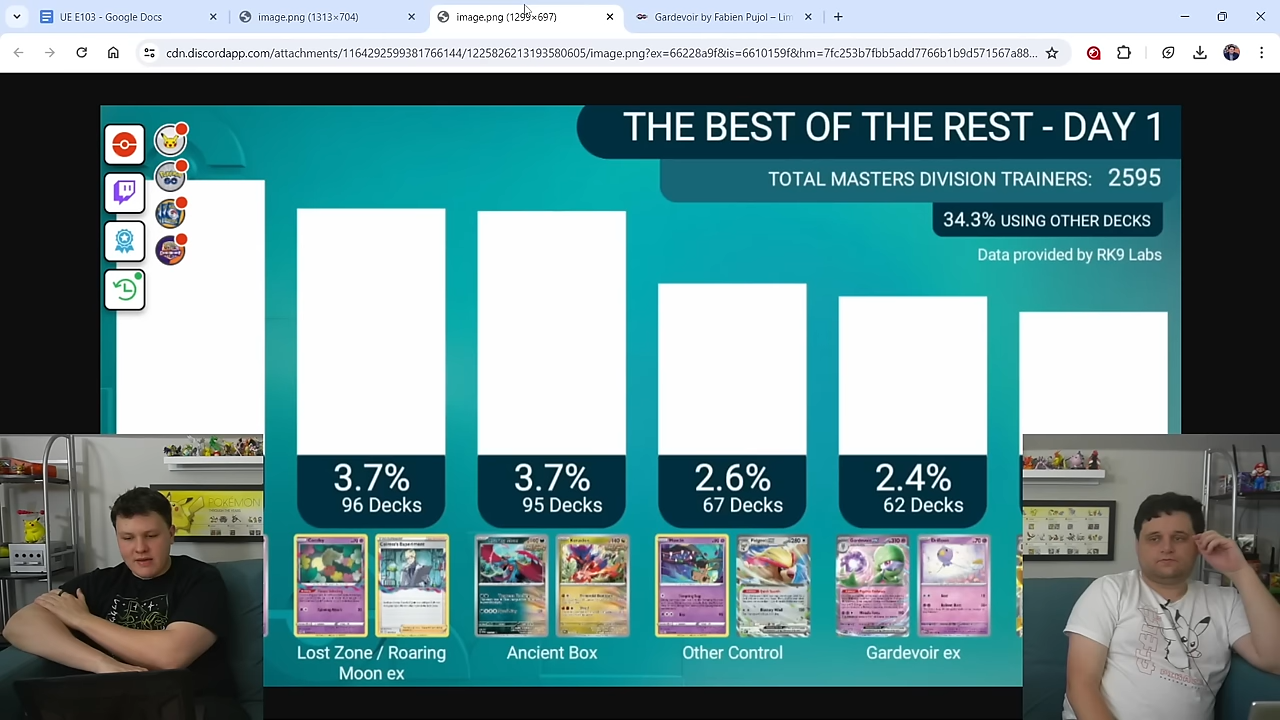 UE E103 - Google Docs
image.png (1313×704)
image.png (1299×697)
Gardevoir by Fabien Pujol – Lim
cdn.discordapp.com/attachments/1164292599381766144/1225826213193580605/image.png?ex=66228a9f&is=6610159f&hm=7fc253b7fbb5add7766b1b9d571567a88...
THE BEST OF THE REST - DAY 1
TOTAL MASTERS DIVISION TRAINERS: 2595
34.3% USING OTHER DECKS
Data provided by RK9 Labs
3.7%
96 Decks
3.7%
95 Decks
2.6%
67 Decks
2.4%
62 Decks
Lost Zone / Roaring
Moon ex
Ancient Box
Other Control
Gardevoir ex
POKÉMON